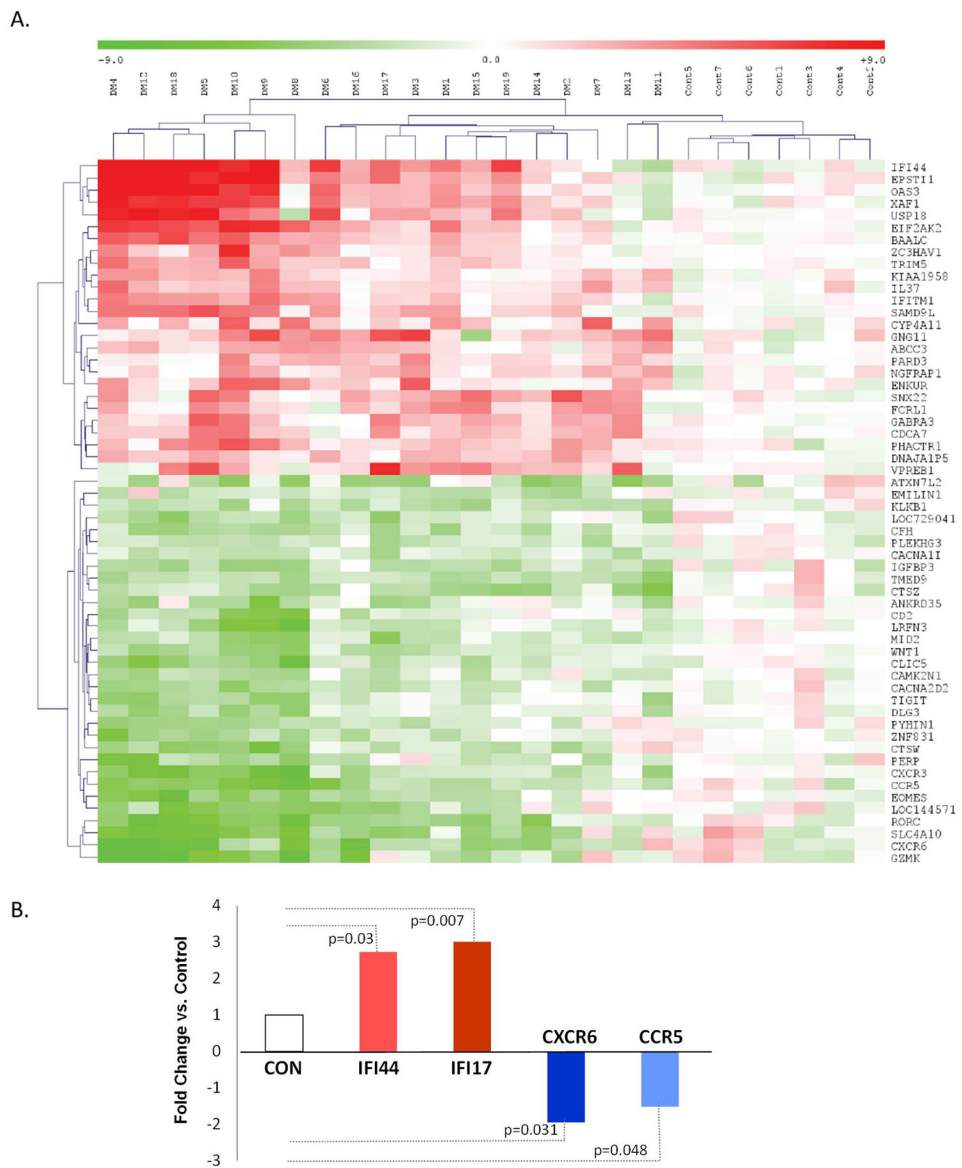 A.
-9.0 0.0 +9.0
DM4 DM12 DM18 DM5 DM10 DM9 DM8 DM6 DM16 DM17 DM3 DM1 DM15 DM19 DM14 DM2 DM7 DM13 DM11 Cont5 Cont7 Cont6 Cont1 Cont3 Cont4 Cont2
IFI44
EPSTI1
OAS3
XAF1
USP18
EIF2AK2
BAALC
ZC3HAV1
TRIM5
KIAA1958
IL37
IFITM1
SAMD9L
CYP4A11
GNG11
ABCC3
PARD3
NGFRAP1
ENKUR
SNX22
FCRL1
GABRA3
CDCA7
PHACTR1
DNAJA1P5
VPREB1
ATXN7L2
EMILIN1
KLKB1
LOC729041
CFH
PLEKHG3
CACNA1I
IGFBP3
TMED9
CTSZ
ANKRD35
CD2
LRFN3
MID2
WNT1
CLIC5
CAMK2N1
CACNA2D2
TIGIT
DLG3
PYHIN1
ZNF831
CTSW
PERP
CXCR3
CCR5
EOMES
LOC144571
RORC
SLC4A10
CXCR6
GZMK
B.
Fold Change vs. Control
4
3
2
1
0
-1
-2
-3
p=0.03
p=0.007
CXCR6 CCR5
CON IFI44 IFI17
p=0.031
p=0.048